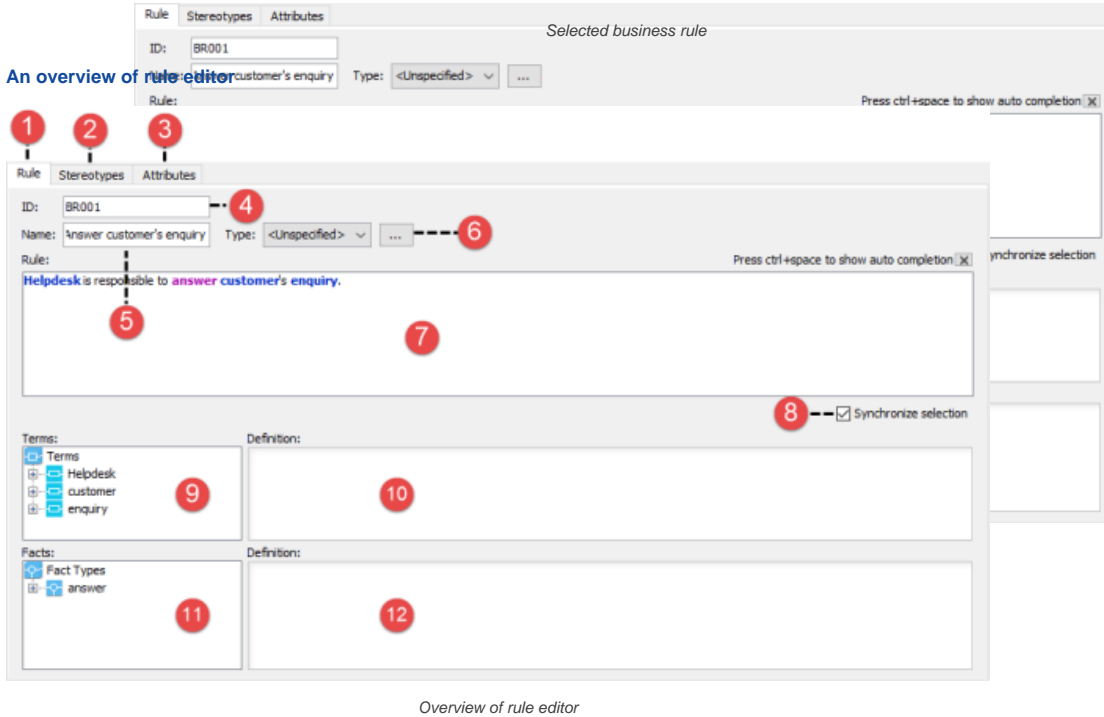 Rule Stereotypes Attributes
Selected business rule
ID: BR001
An overview of rule editor
customer's enquiry Type: <Unspecified> ...
Rule: Press ctrl+space to show auto completion
1 2 3
Rule Stereotypes Attributes
ID: BR001 4
Name: Answer customer's enquiry Type: <Unspecified> ... 6
Rule: Press ctrl+space to show auto completion
ynchronize selection
Helpdesk is responsible to answer customer's enquiry.
5 7
8 Synchronize selection
Terms: Definition:
Terms
Helpdesk
customer
enquiry
9 10
Facts: Definition:
Fact Types
answer
11 12
Overview of rule editor